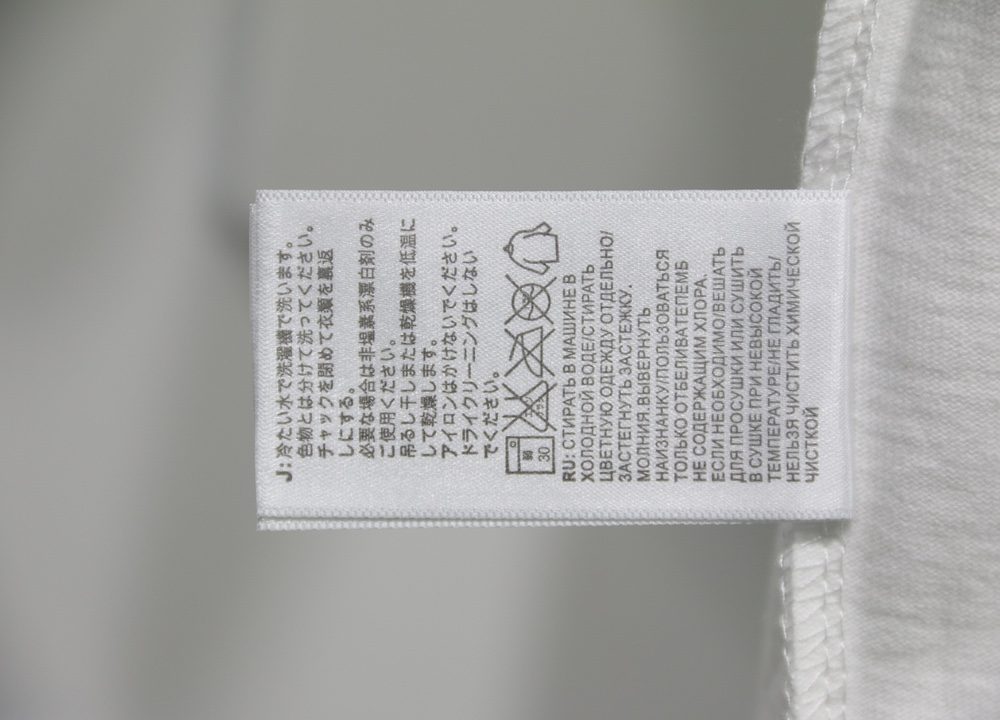 J: 冷たい水で洗濯機で洗います。
色物とは分けて洗ってください。
チャックを閉めて衣類を裏返
しにする。
必要な場合は非塩素系漂白剤のみ
ご使用ください。
吊るし干しまたは乾燥機を低温に
して乾燥します。
アイロンはかけないでください。
ドライクリーニングはしない
でください。
弱
30
RU: СТИРАТЬ В МАШИНЕ В
ХОЛОДНОЙ ВОДЕ/СТИРАТЬ
ЦВЕТНУЮ ОДЕЖДУ ОТДЕЛЬНО/
ЗАСТЕГНУТЬ ЗАСТЕЖКУ.
МОЛНИЯ.ВЫВЕРНУТЬ
НАИЗНАНКУ/ПОЛЬЗОВАТЬСЯ
ТОЛЬКО ОТБЕЛИВАТЕПЕМБ
НЕ СОДЕРЖАЩИМ ХЛОРА.
ЕСЛИ НЕОБХОДИМО/ВЕШАТЬ
ДЛЯ ПРОСУШКИ ИЛИ СУШИТЬ
В СУШКЕ ПРИ НЕВЫСОКОЙ
ТЕМПЕРАТУРЕ/НЕ ГЛАДИТЬ/
НЕЛЬЗЯ ЧИСТИТЬ ХИМИЧЕСКОЙ
ЧИСТКОЙ